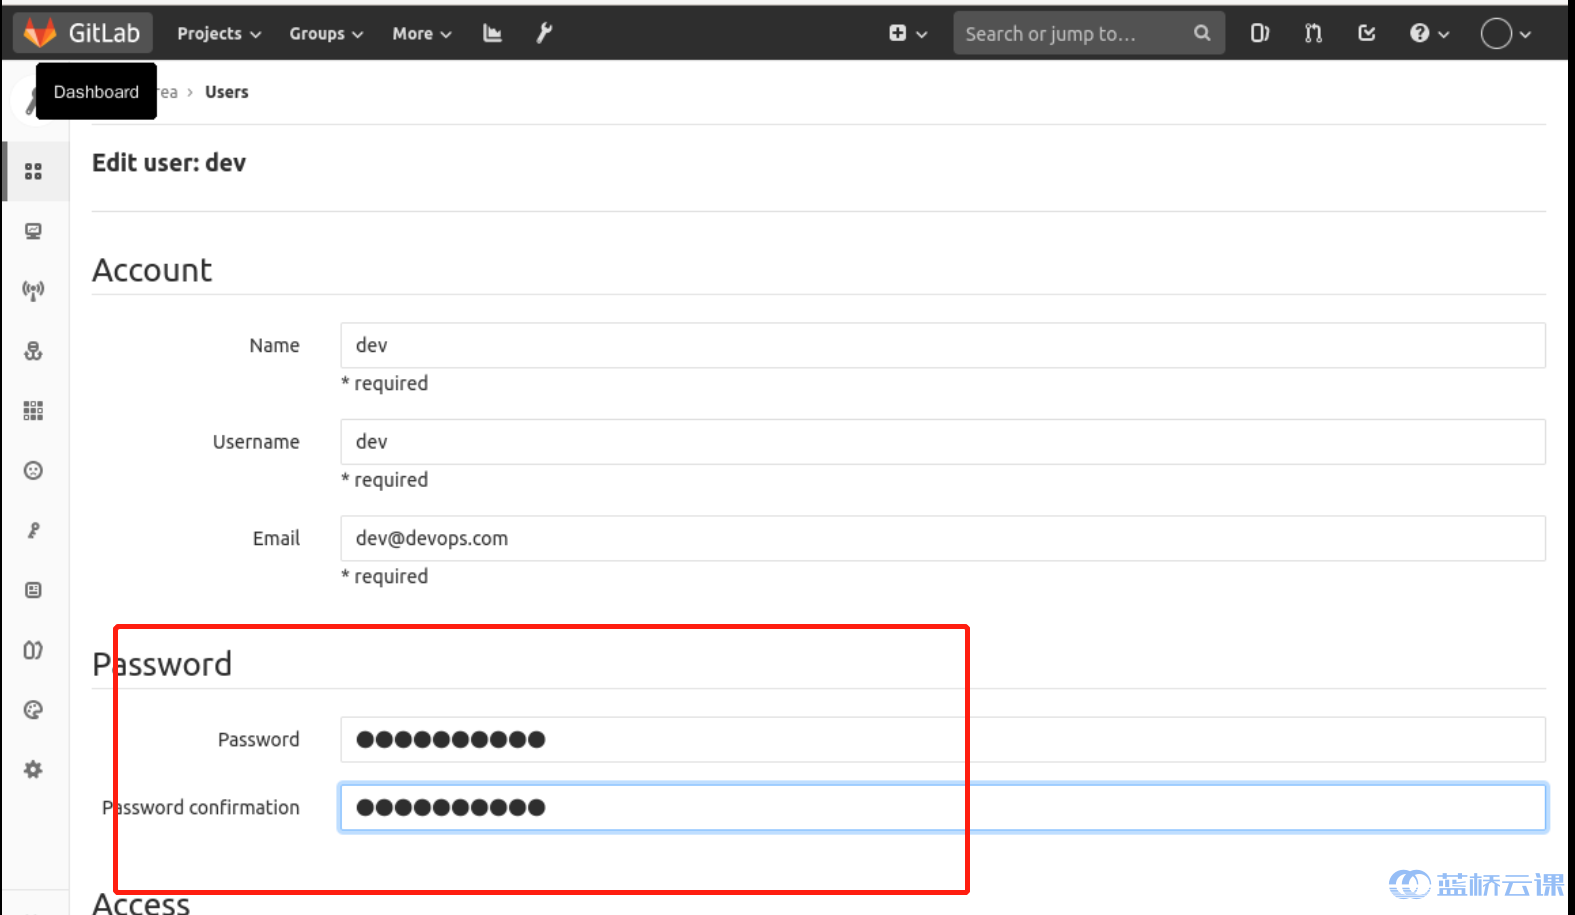 GitLab Projects Groups More Search or jump to...
Dashboard rea › Users
Edit user: dev
Account
Name dev
* required
Username dev
* required
Email dev@devops.com
* required
Password
Password ●●●●●●●●●●
Password confirmation ●●●●●●●●●●
Access
蓝桥云课